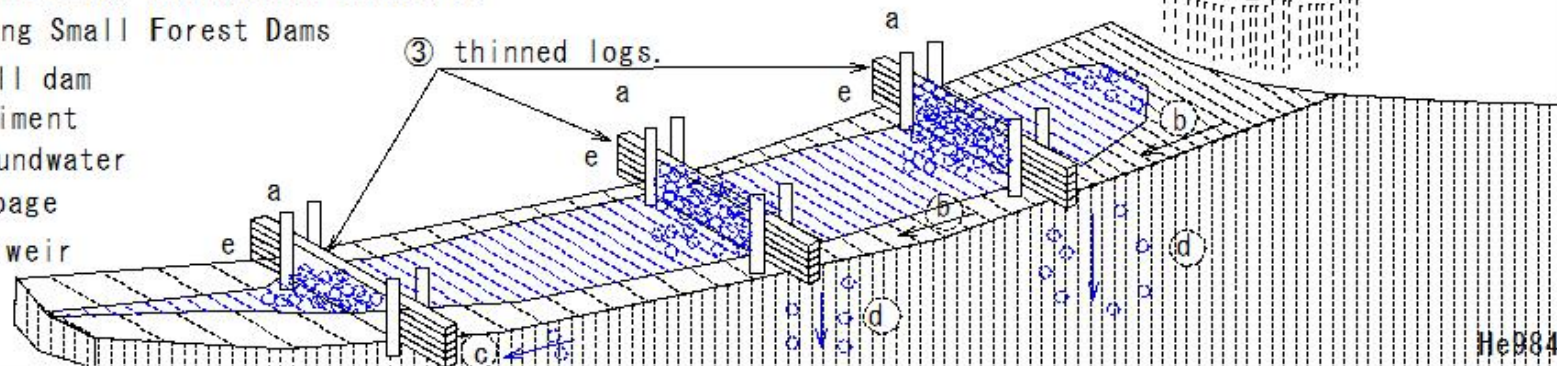 ng Small Forest Dams
ll dam
iment
undwater
page
weir
③ thinned logs.
a
a
a
e
e
e
b
b
c
d
d
He984